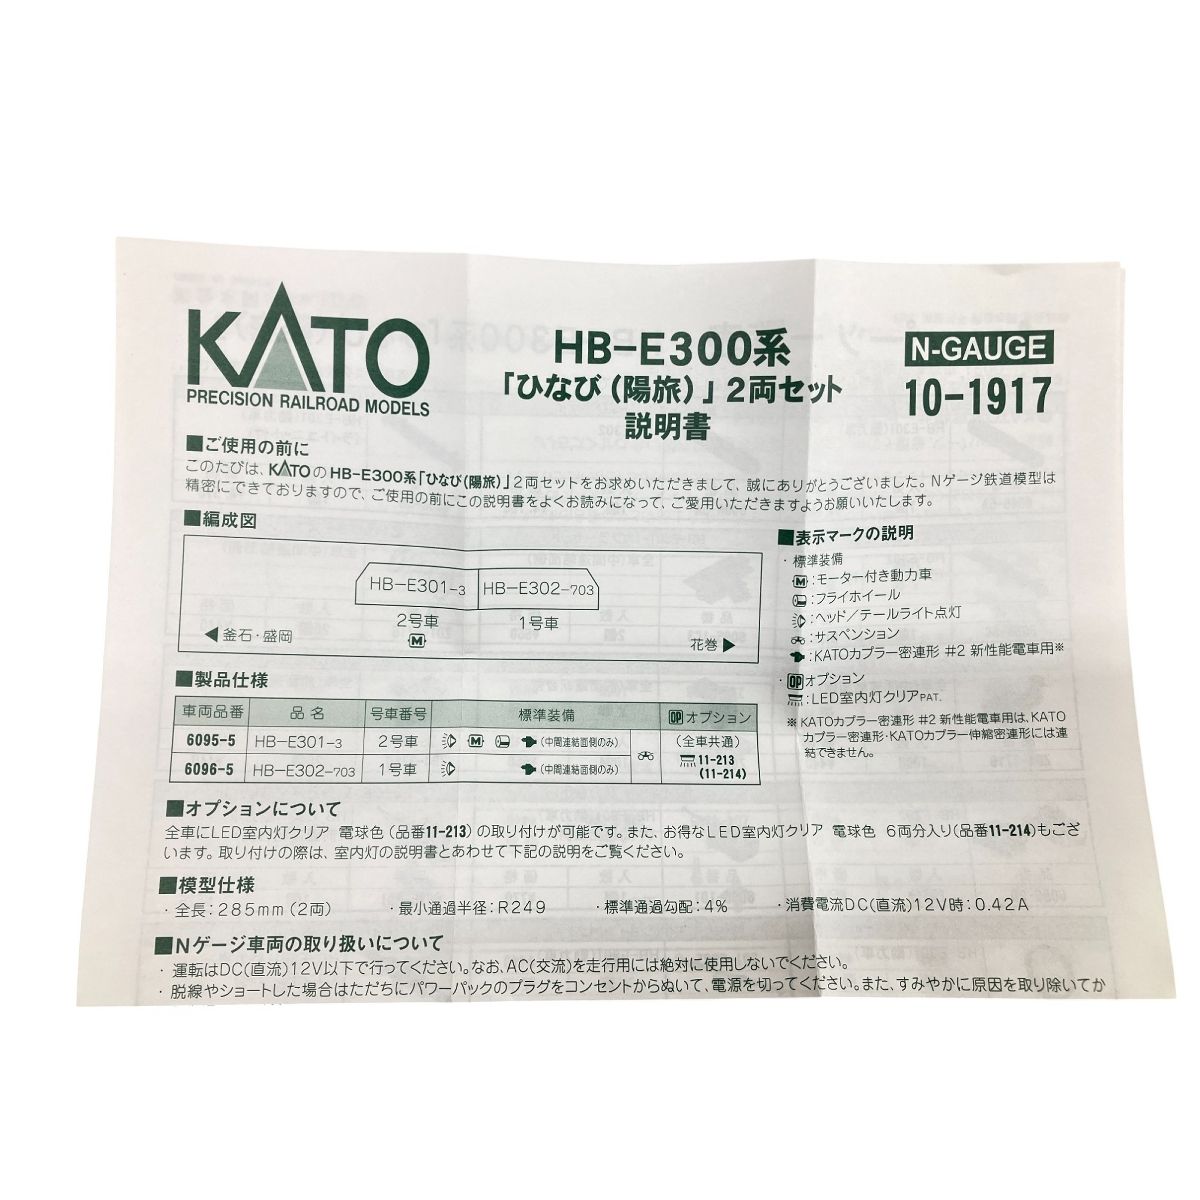 KATO
PRECISION RAILROAD MODELS
HB-E300系
「ひなび(陽旅)」2両セット
説明書
N-GAUGE
10-1917
■ご使用の前に
このたびは、KATOのHB-E300系「ひなび(陽旅)」2両セットをお求めいただきまして、誠にありがとうございました。Nゲージ鉄道模型は
精密にできておりますので、ご使用の前にこの説明書をよくお読みになって、ご愛用いただきますようお願いいたします。
■編成図
HB-E301-3 HB-E302-703
2号車 1号車
◀釜石・盛岡 M 花巻▶
■表示マークの説明
・標準装備
M:モーター付き動力車
:フライホイール
:ヘッド/テールライト点灯
:サスペンション
:KATOカプラー密連形 #2 新性能電車用※
・OPオプション
:LED室内灯クリアPAT.
※KATOカプラー密連形 #2 新性能電車用は、KATO
カプラー密連形・KATOカプラー伸縮密連形には連
結できません。
■製品仕様
車両品番 品名 号車番号 標準装備 OPオプション
6095-5 HB-E301-3 2号車 M (中間連結面側のみ) (全車共通)
11-213
6096-5 HB-E302-703 1号車 (中間連結面側のみ) (11-214)
■オプションについて
全車にLED室内灯クリア 電球色(品番11-213)の取り付けが可能です。また、お得なLED室内灯クリア 電球色 6両分入り(品番11-214)もござ
います。取り付けの際は、室内灯の説明書とあわせて下記の説明をご覧ください。
■模型仕様
・全長:285mm(2両) ・最小通過半径:R249 ・標準通過勾配:4% ・消費電流DC(直流)12V時:0.42A
■Nゲージ車両の取り扱いについて
・運転はDC(直流)12V以下で行ってください。なお、AC(交流)を走行用には絶対に使用しないでください。
・脱線やショートした場合はただちにパワーパックのプラグをコンセントからぬいて、電源を切ってください。また、すみやかに原因を取り除いてか